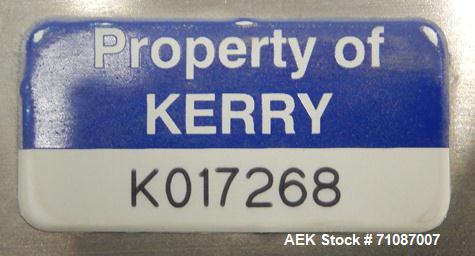 Property of
KERRY
K017268
AEK Stock # 71087007